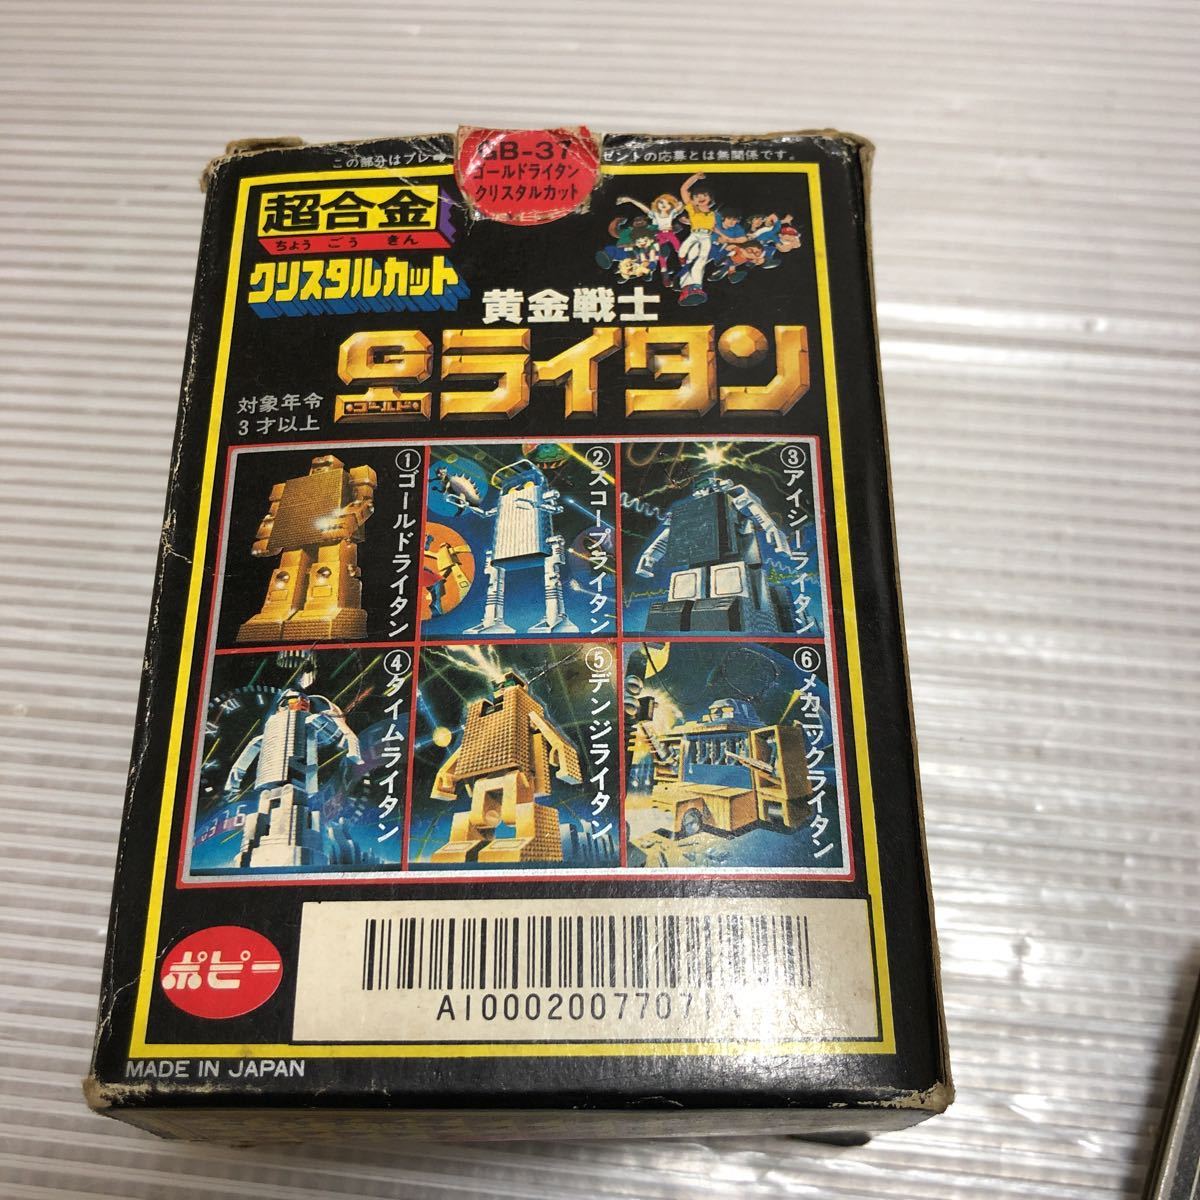 この部分はプレ
GB-37
ゴールドライタン
クリスタルカット
ゼントの応募とは無関係です。
超合金
ちょう ごう きん
クリスタルカット
黄金戦士
Gライタン
ゴールド
対象年令
3才以上
①ゴールドライタン
②スコープライタン
③アイシーライタン
④タイムライタン
⑤デンジライタン
⑥メカニックライタン
ポピー
MADE IN JAPAN